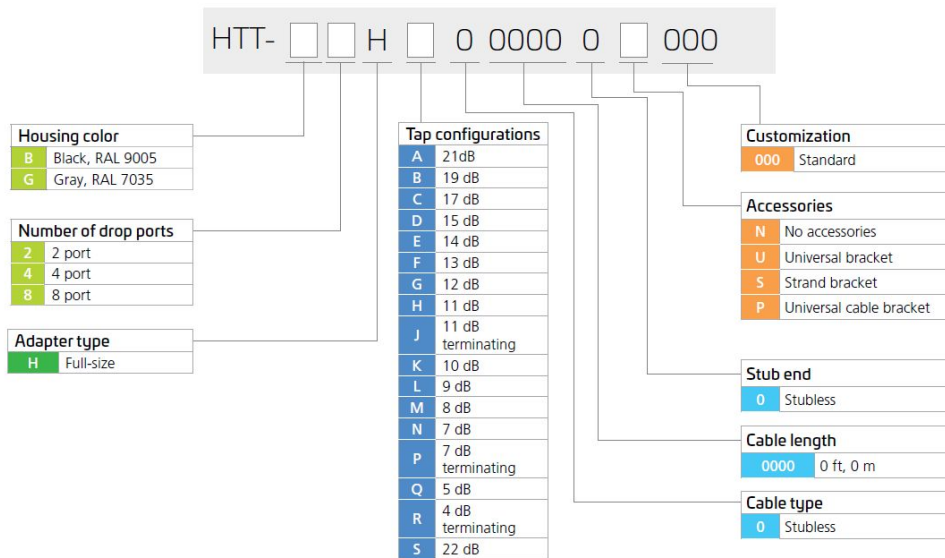 HTT- H 0 0000 0 000
Housing color
B Black, RAL 9005
G Gray, RAL 7035
Number of drop ports
2 2 port
4 4 port
8 8 port
Adapter type
H Full-size
Tap configurations
A 21dB
B 19 dB
C 17 dB
D 15 dB
E 14 dB
F 13 dB
G 12 dB
H 11 dB
J 11 dB
terminating
K 10 dB
L 9 dB
M 8 dB
N 7 dB
P 7 dB
terminating
Q 5 dB
R 4 dB
terminating
S 22 dB
Customization
000 Standard
Accessories
N No accessories
U Universal bracket
S Strand bracket
P Universal cable bracket
Stub end
0 Stubless
Cable length
0000 0 ft, 0 m
Cable type
0 Stubless